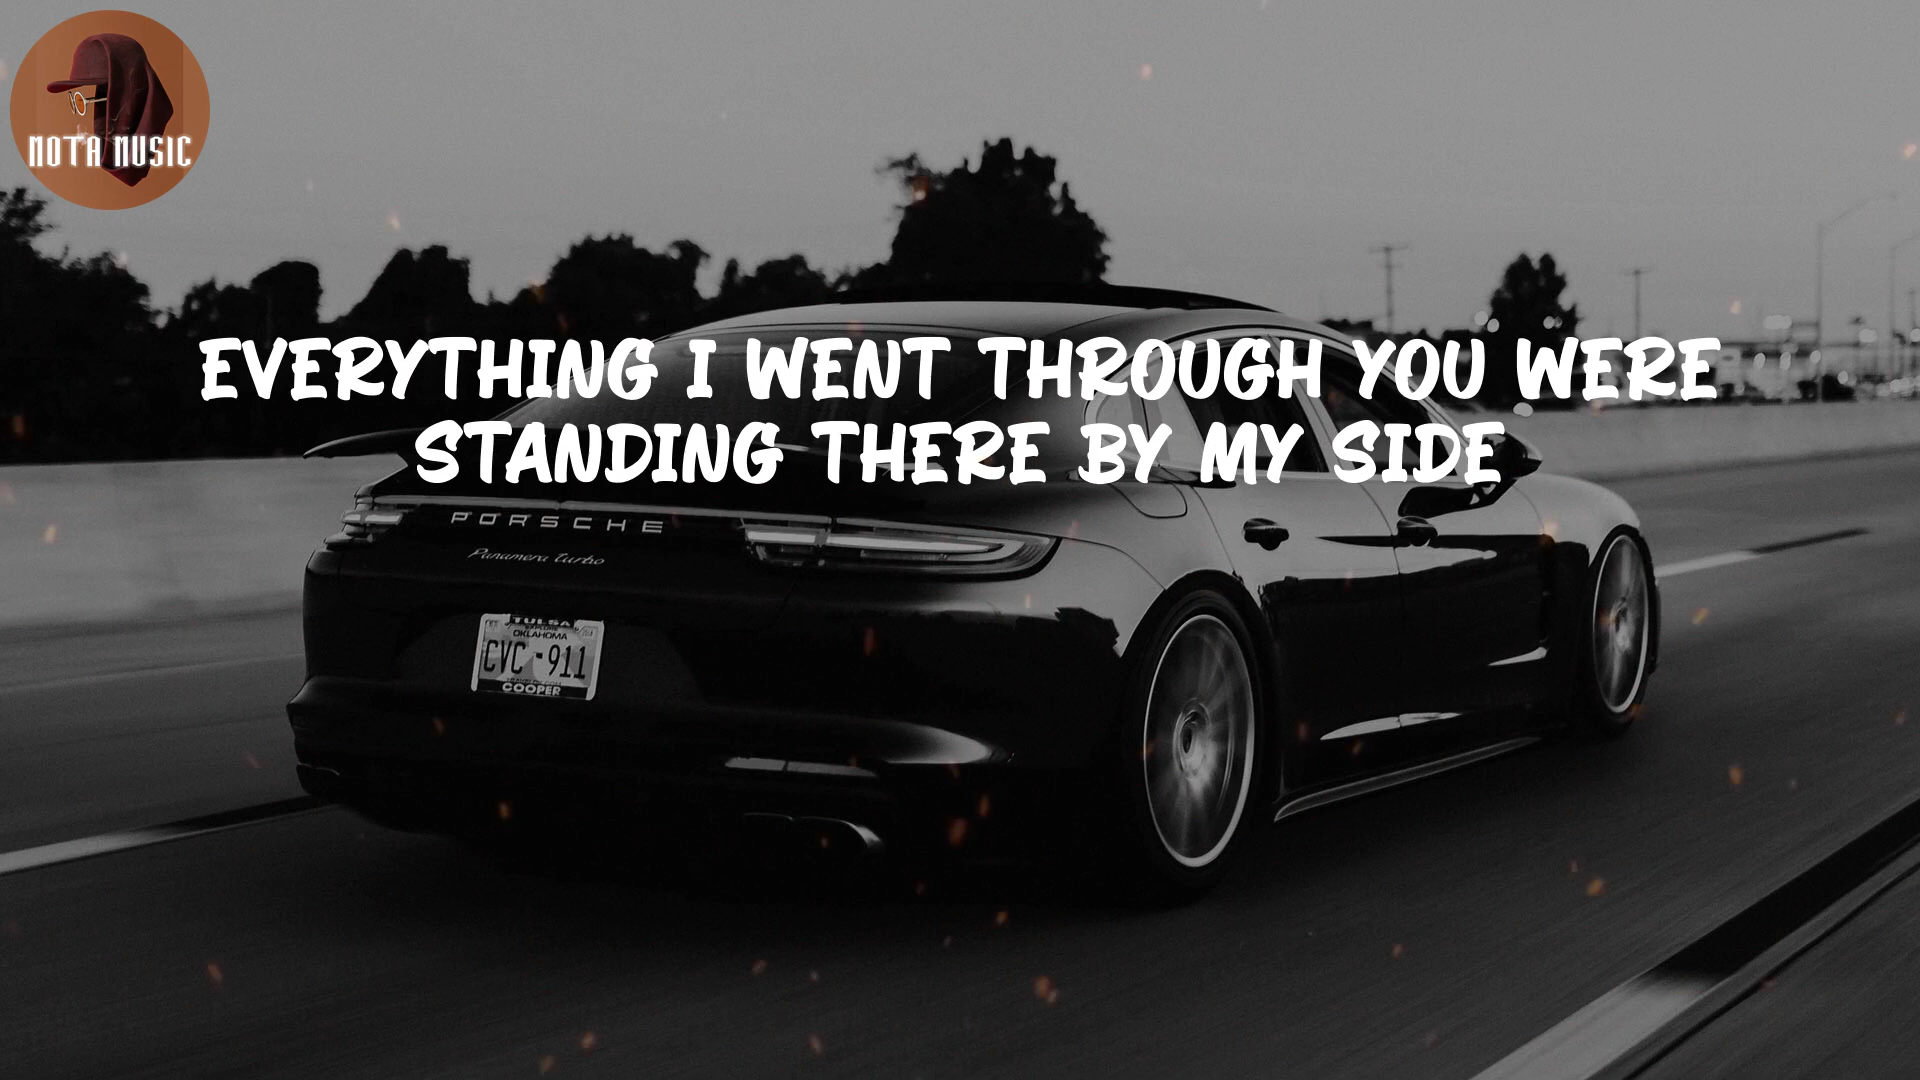 MOTA MUSIC
EVERYTHING I WENT THROUGH YOU WERE
STANDING THERE BY MY SIDE
PORSCHE
Panamera turbo
TULSA
OKLAHOMA
CVC-911
COOPER